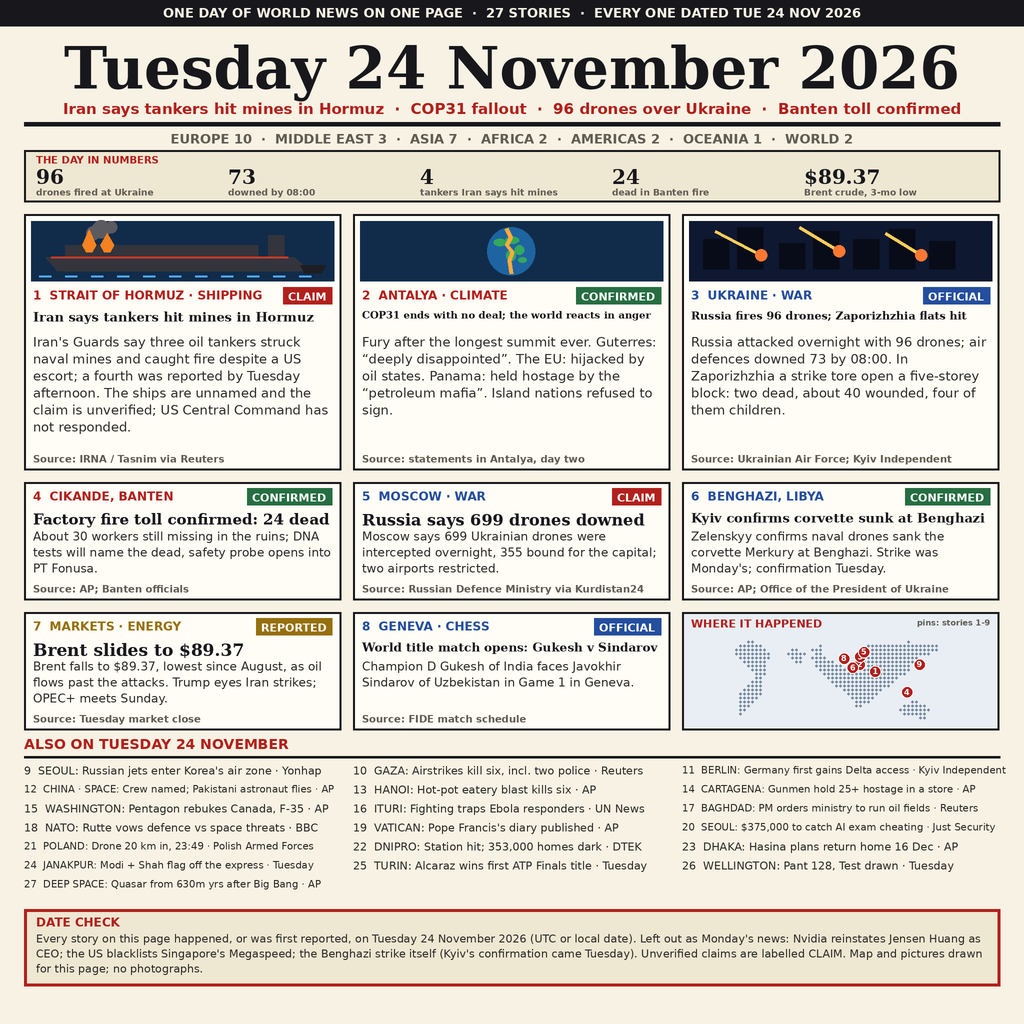 ONE DAY OF WORLD NEWS ON ONE PAGE · 27 STORIES · EVERY ONE DATED TUE 24 NOV 2026
Tuesday 24 November 2026
Iran says tankers hit mines in Hormuz · COP31 fallout · 96 drones over Ukraine · Banten toll confirmed
EUROPE 10 · MIDDLE EAST 3 · ASIA 7 · AFRICA 2 · AMERICAS 2 · OCEANIA 1 · WORLD 2
THE DAY IN NUMBERS
96
drones fired at Ukraine
73
downed by 08:00
4
tankers Iran says hit mines
24
dead in Banten fire
$89.37
Brent crude, 3-mo low
1 STRAIT OF HORMUZ · SHIPPING
CLAIM
Iran says tankers hit mines in Hormuz
Iran's Guards say three oil tankers struck
naval mines and caught fire despite a US
escort; a fourth was reported by Tuesday
afternoon. The ships are unnamed and the
claim is unverified; US Central Command has
not responded.
Source: IRNA / Tasnim via Reuters
2 ANTALYA · CLIMATE
CONFIRMED
COP31 ends with no deal; the world reacts in anger
Fury after the longest summit ever. Guterres:
“deeply disappointed”. The EU: hijacked by
oil states. Panama: held hostage by the
“petroleum mafia”. Island nations refused to
sign.
Source: statements in Antalya, day two
3 UKRAINE · WAR
OFFICIAL
Russia fires 96 drones; Zaporizhzhia flats hit
Russia attacked overnight with 96 drones; air
defences downed 73 by 08:00. In
Zaporizhzhia a strike tore open a five-storey
block: two dead, about 40 wounded, four of
them children.
Source: Ukrainian Air Force; Kyiv Independent
4 CIKANDE, BANTEN
CONFIRMED
Factory fire toll confirmed: 24 dead
About 30 workers still missing in the ruins; DNA
tests will name the dead, safety probe opens into
PT Fonusa.
Source: AP; Banten officials
5 MOSCOW · WAR
CLAIM
Russia says 699 drones downed
Moscow says 699 Ukrainian drones were
intercepted overnight, 355 bound for the capital;
two airports restricted.
Source: Russian Defence Ministry via Kurdistan24
6 BENGHAZI, LIBYA
CONFIRMED
Kyiv confirms corvette sunk at Benghazi
Zelenskyy confirms naval drones sank the
corvette Merkury at Benghazi. Strike was
Monday's; confirmation Tuesday.
Source: AP; Office of the President of Ukraine
7 MARKETS · ENERGY
REPORTED
Brent slides to $89.37
Brent falls to $89.37, lowest since August, as oil
flows past the attacks. Trump eyes Iran strikes;
OPEC+ meets Sunday.
Source: Tuesday market close
8 GENEVA · CHESS
OFFICIAL
World title match opens: Gukesh v Sindarov
Champion D Gukesh of India faces Javokhir
Sindarov of Uzbekistan in Game 1 in Geneva.
Source: FIDE match schedule
WHERE IT HAPPENED
pins: stories 1-9
8
5
6
1
9
4
ALSO ON TUESDAY 24 NOVEMBER
9 SEOUL: Russian jets enter Korea's air zone · Yonhap
10 GAZA: Airstrikes kill six, incl. two police · Reuters
11 BERLIN: Germany first gains Delta access · Kyiv Independent
12 CHINA · SPACE: Crew named; Pakistani astronaut flies · AP
13 HANOI: Hot-pot eatery blast kills six · AP
14 CARTAGENA: Gunmen hold 25+ hostage in a store · AP
15 WASHINGTON: Pentagon rebukes Canada, F-35 · AP
16 ITURI: Fighting traps Ebola responders · UN News
17 BAGHDAD: PM orders ministry to run oil fields · Reuters
18 NATO: Rutte vows defence vs space threats · BBC
19 VATICAN: Pope Francis's diary published · AP
20 SEOUL: $375,000 to catch AI exam cheating · Just Security
21 POLAND: Drone 20 km in, 23:49 · Polish Armed Forces
22 DNIPRO: Station hit; 353,000 homes dark · DTEK
23 DHAKA: Hasina plans return home 16 Dec · AP
24 JANAKPUR: Modi + Shah flag off the express · Tuesday
25 TURIN: Alcaraz wins first ATP Finals title · Tuesday
26 WELLINGTON: Pant 128, Test drawn · Tuesday
27 DEEP SPACE: Quasar from 630m yrs after Big Bang · AP
DATE CHECK
Every story on this page happened, or was first reported, on Tuesday 24 November 2026 (UTC or local date). Left out as Monday's news: Nvidia reinstates Jensen Huang as
CEO; the US blacklists Singapore's Megaspeed; the Benghazi strike itself (Kyiv's confirmation came Tuesday). Unverified claims are labelled CLAIM. Map and pictures drawn
for this page; no photographs.